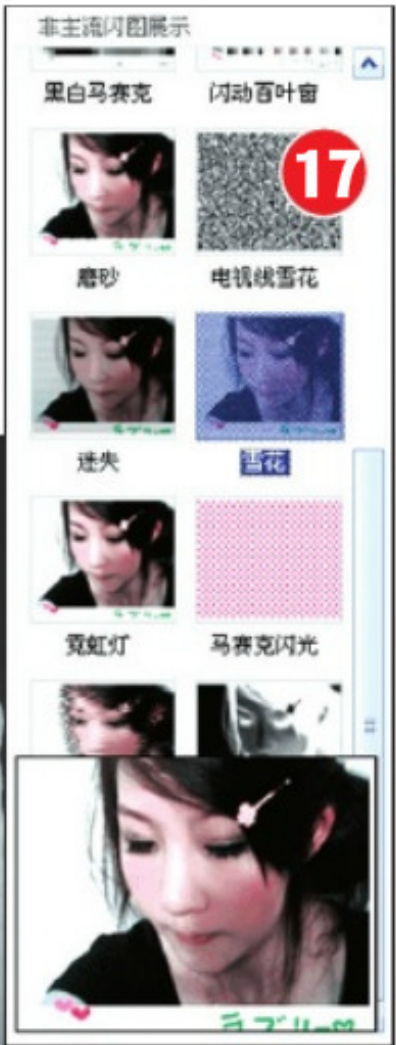 非主流闪图展示
黑白马赛克 闪动百叶窗
17
磨砂 电视线雪花
迷失 雪花
霓虹灯 马赛克闪光